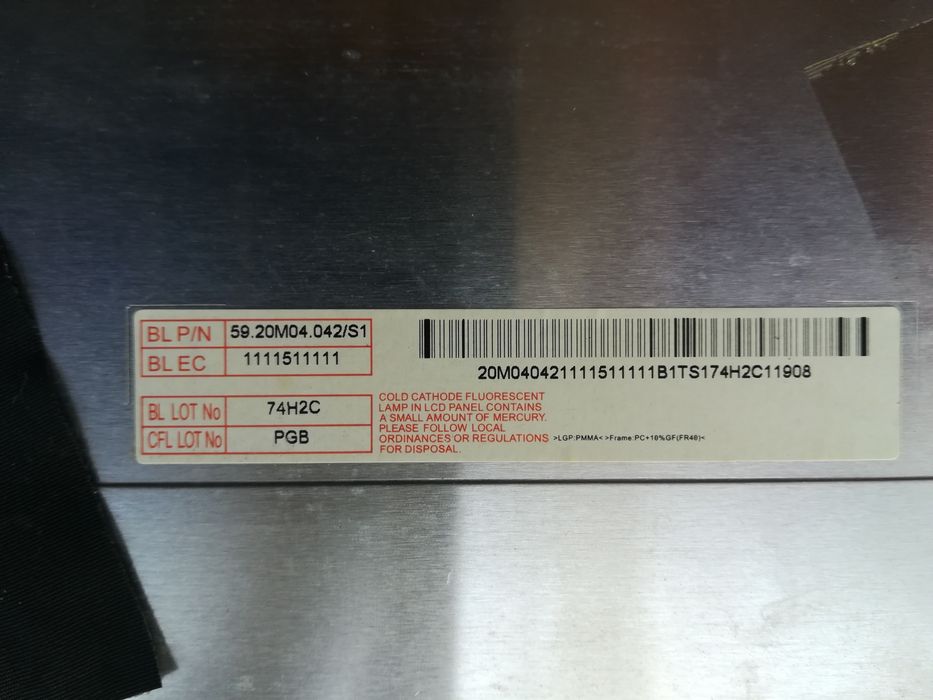 BL P/N 59.20M04.042/S1
BL EC 1111511111
20M040421111511111B1TS174H2C11908
BL LOT No 74H2C
CFL LOT No PGB
COLD CATHODE FLUORESCENT
LAMP IN LCD PANEL CONTAINS
A SMALL AMOUNT OF MERCURY.
PLEASE FOLLOW LOCAL
ORDINANCES OR REGULATIONS >LGP:PMMA< >Frame:PC+10%GF(FR40)<
FOR DISPOSAL.